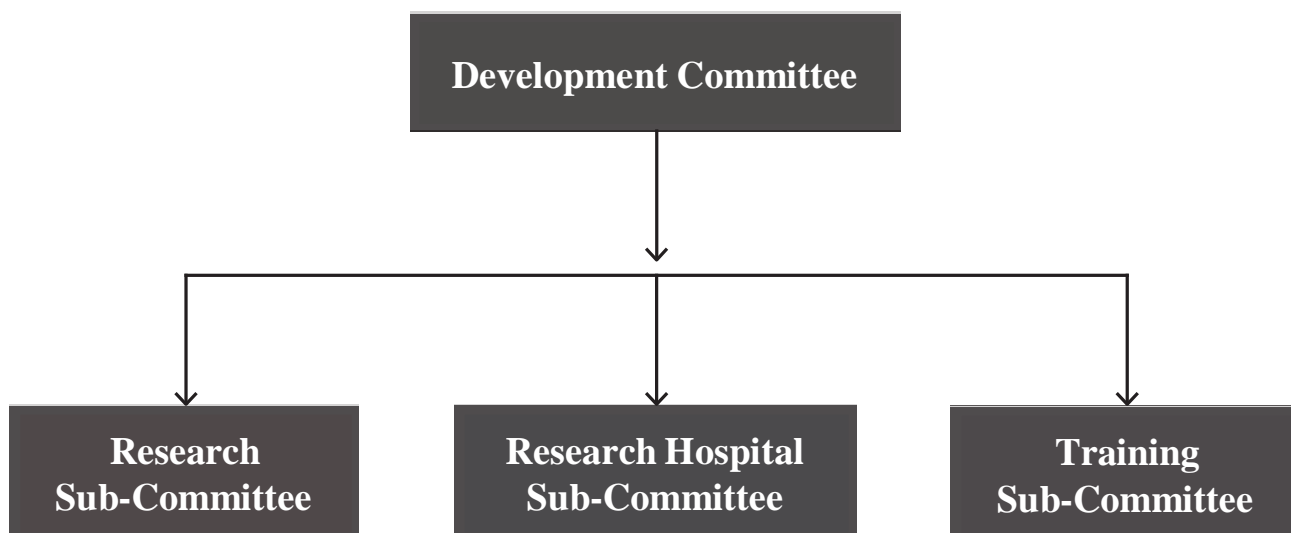 Development Committee
Research
Sub-Committee
Research Hospital
Sub-Committee
Training
Sub-Committee